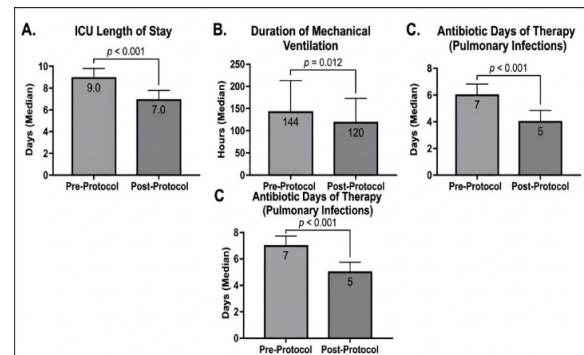 A.
ICU Length of Stay
p < 0.001
10
8
6
4
2
0
Days (Median)
9.0
7.0
Pre-Protocol Post-Protocol
B.
Duration of Mechanical
Ventilation
p = 0.012
250
200
150
100
50
0
Hours (Median)
144
120
Pre-Protocol Post-Protocol
C.
Antibiotic Days of Therapy
(Pulmonary Infections)
p < 0.001
8
6
4
2
0
Days (Median)
7
5
Pre-Protocol Post-Protocol
C
Antibiotic Days of Therapy
(Pulmonary Infections)
p < 0.001
8
6
4
2
0
Days (Median)
7
5
Pre-Protocol Post-Protocol